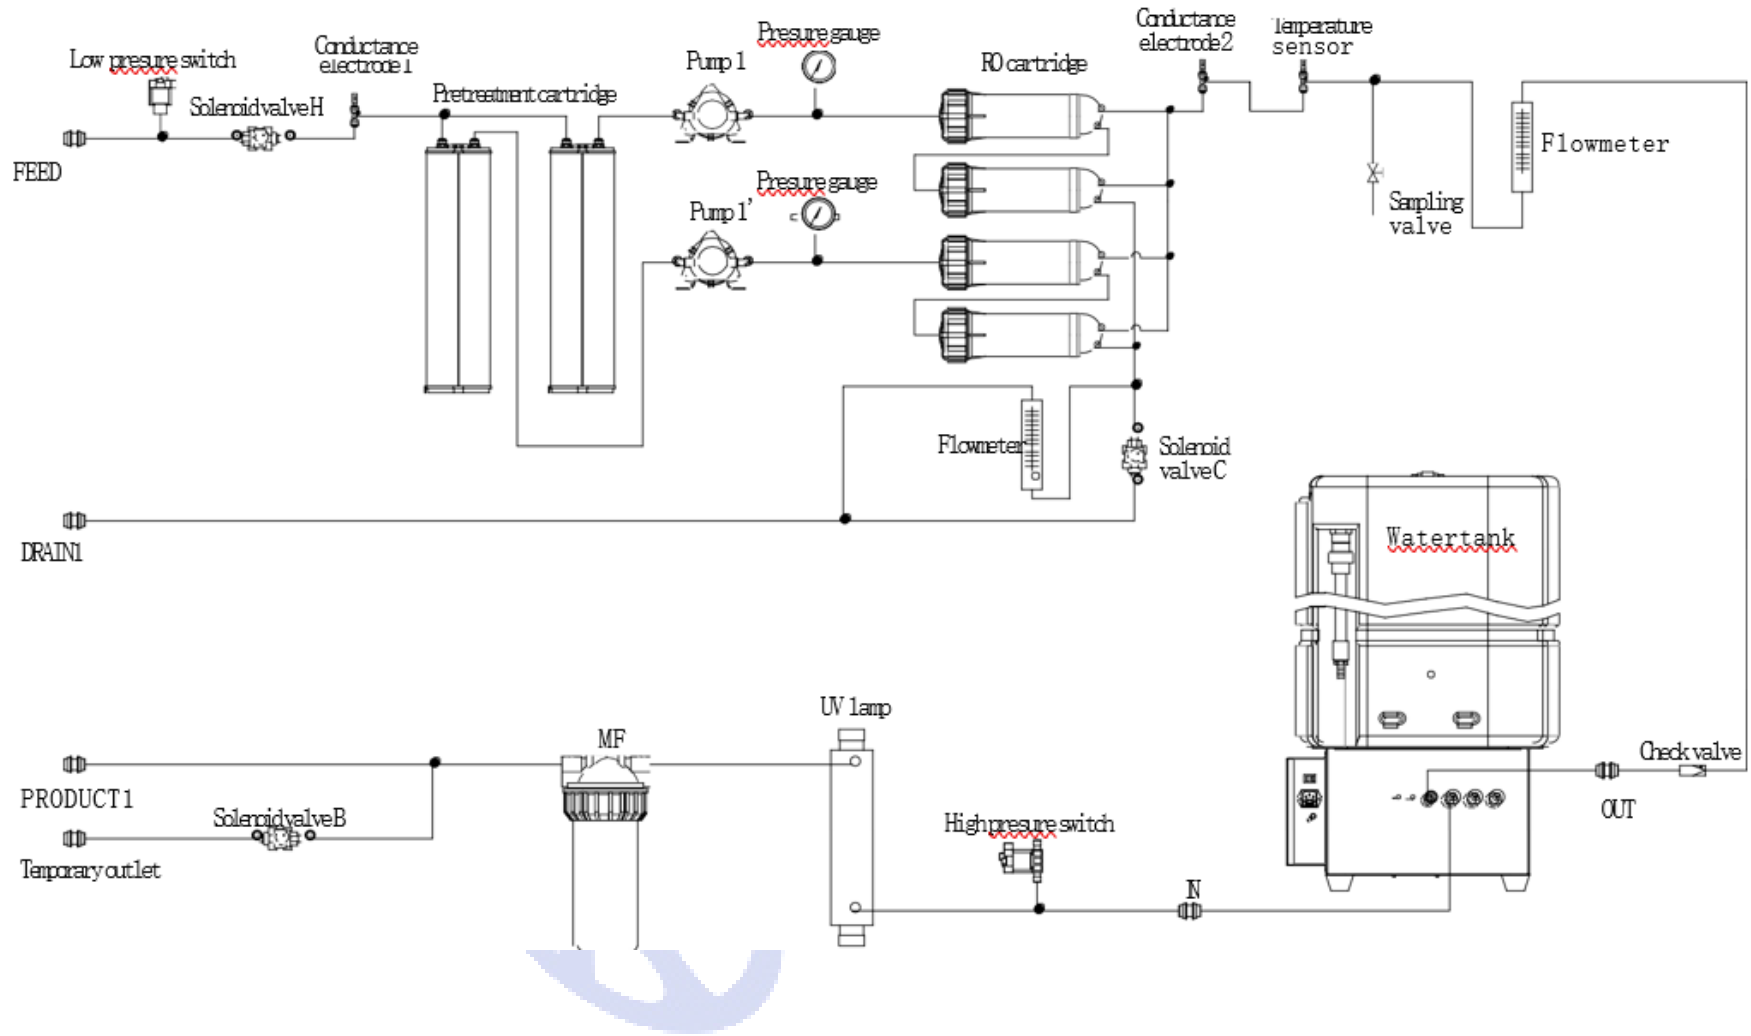 Low presure switch
Conductance
electrode1
Solenoid valve H
FEED
Pretreatment cartridge
Pump 1
Presure gauge
Pump 1'
Presure gauge
RO cartridge
Conductance
electrode2
Temperature
sensor
Sampling
valve
Flowmeter
Flowmeter
Solenoid
valve C
DRAIN1
Watertank
UV lamp
MF
PRODUCT1
Solenoid valve B
Temporary outlet
High presure switch
IN
Check valve
OUT